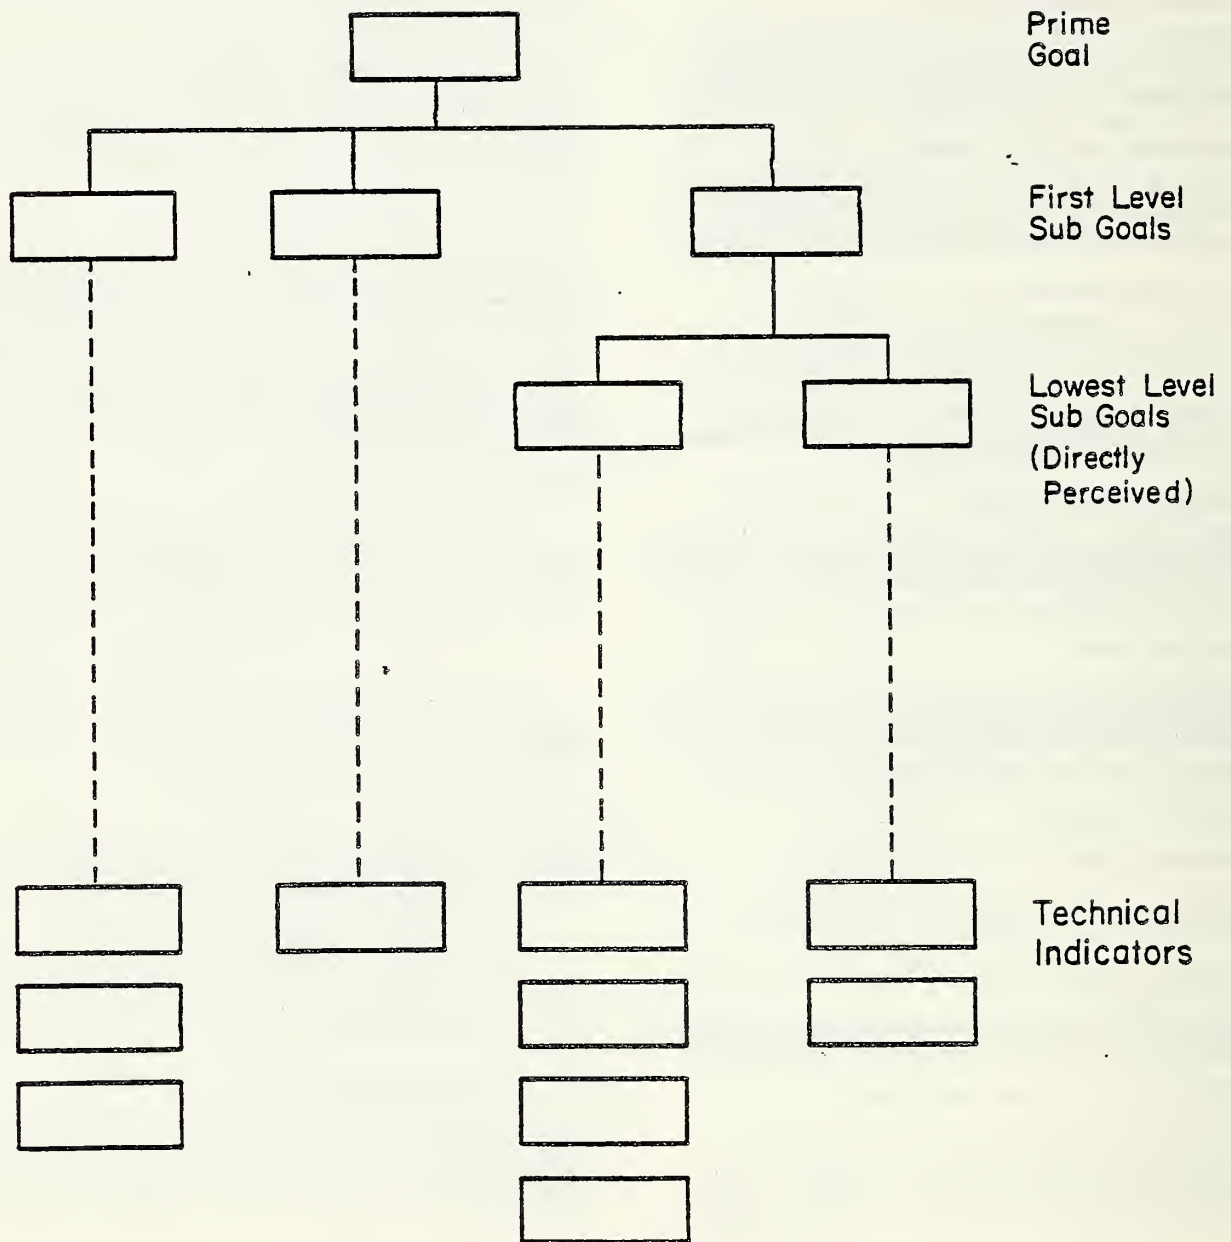 Prime
Goal
First Level
Sub Goals
Lowest Level
Sub Goals
(Directly
Perceived)
Technical
Indicators